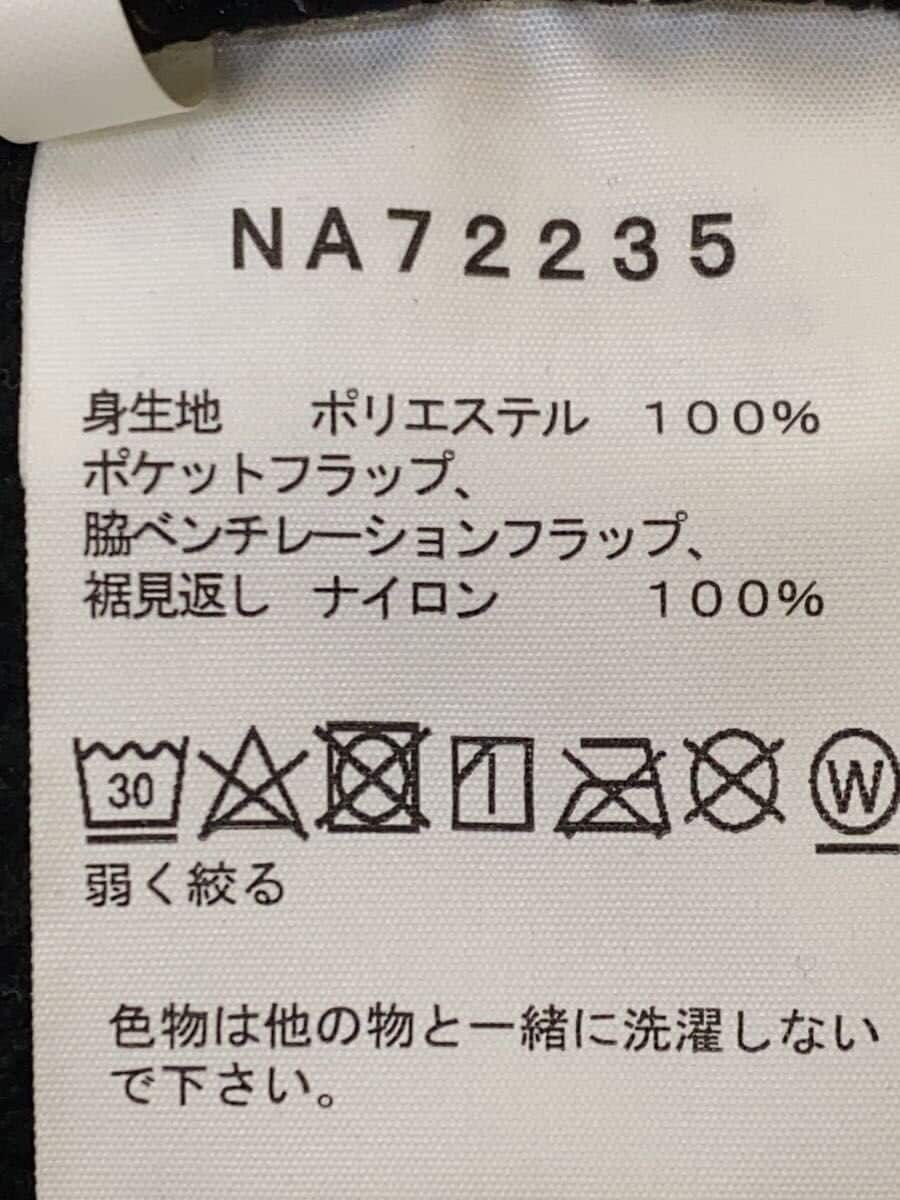 NA72235
身生地 ポリエステル 100%
ポケットフラップ、
脇ベンチレーションフラップ、
裾見返し ナイロン 100%
30 W
弱く絞る
色物は他の物と一緒に洗濯しない
で下さい。